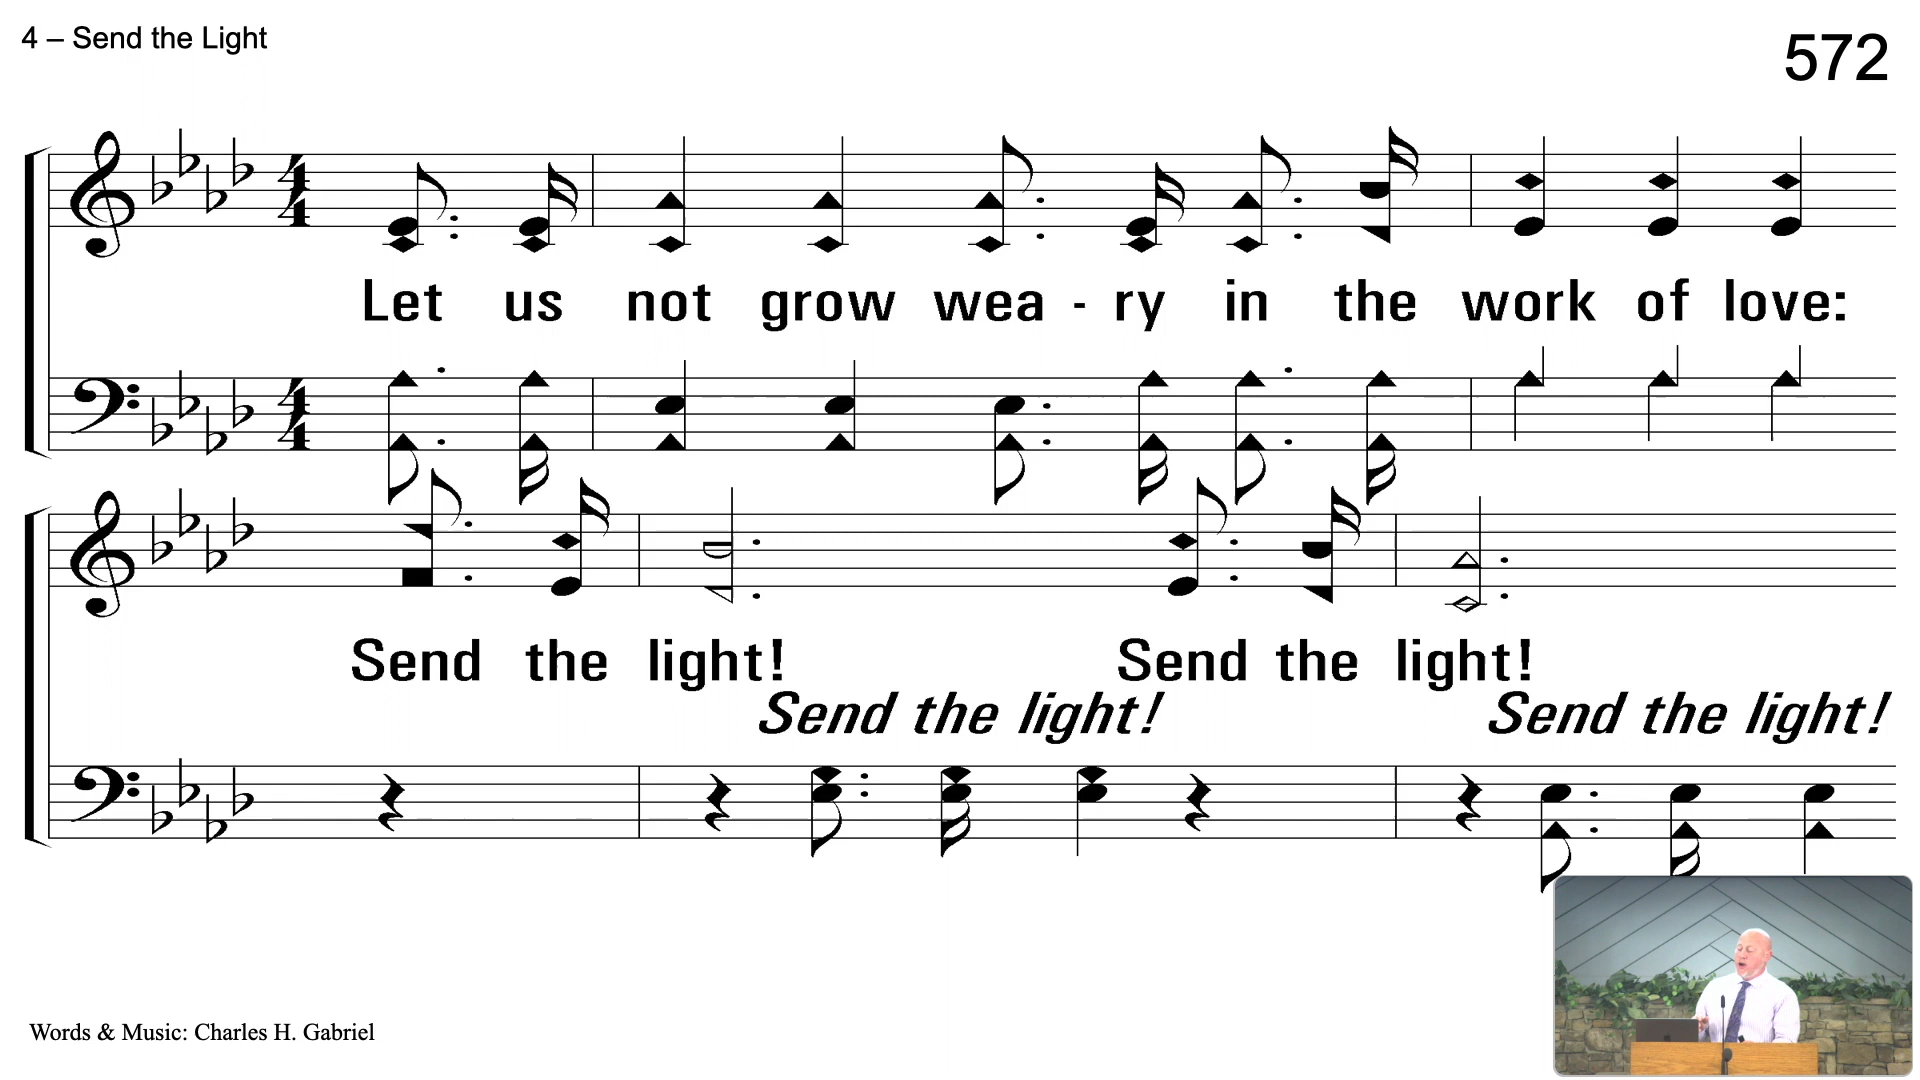 4 – Send the Light
572
Let us not grow wea - ry in the work of love:
Send the light! Send the light!
Send the light! Send the light!
Words & Music: Charles H. Gabriel